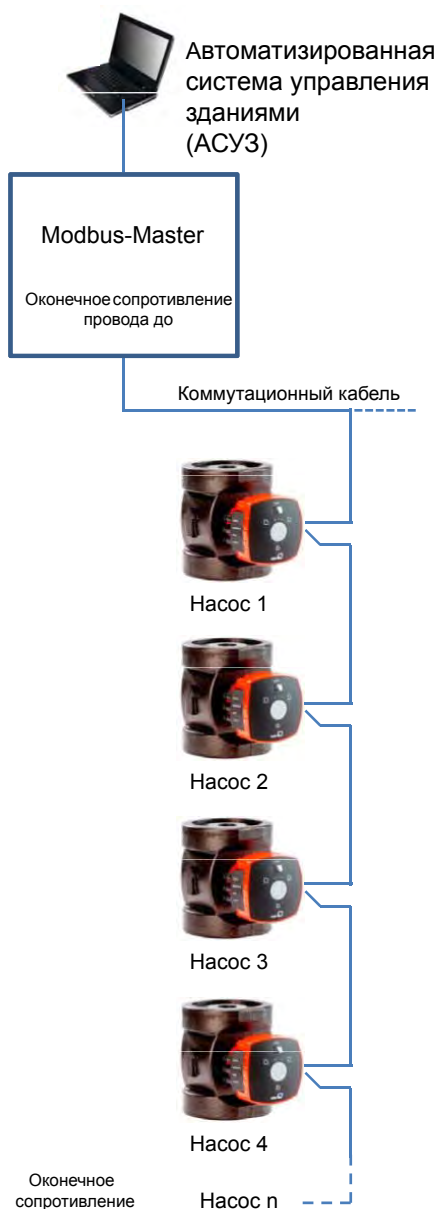 Автоматизированная
система управления
зданиями
(АСУЗ)
Modbus-Master
Оконечное сопротивление
провода до
Коммутационный кабель
Насос 1
Насос 2
Насос 3
Насос 4
Оконечное
сопротивление
Насос n